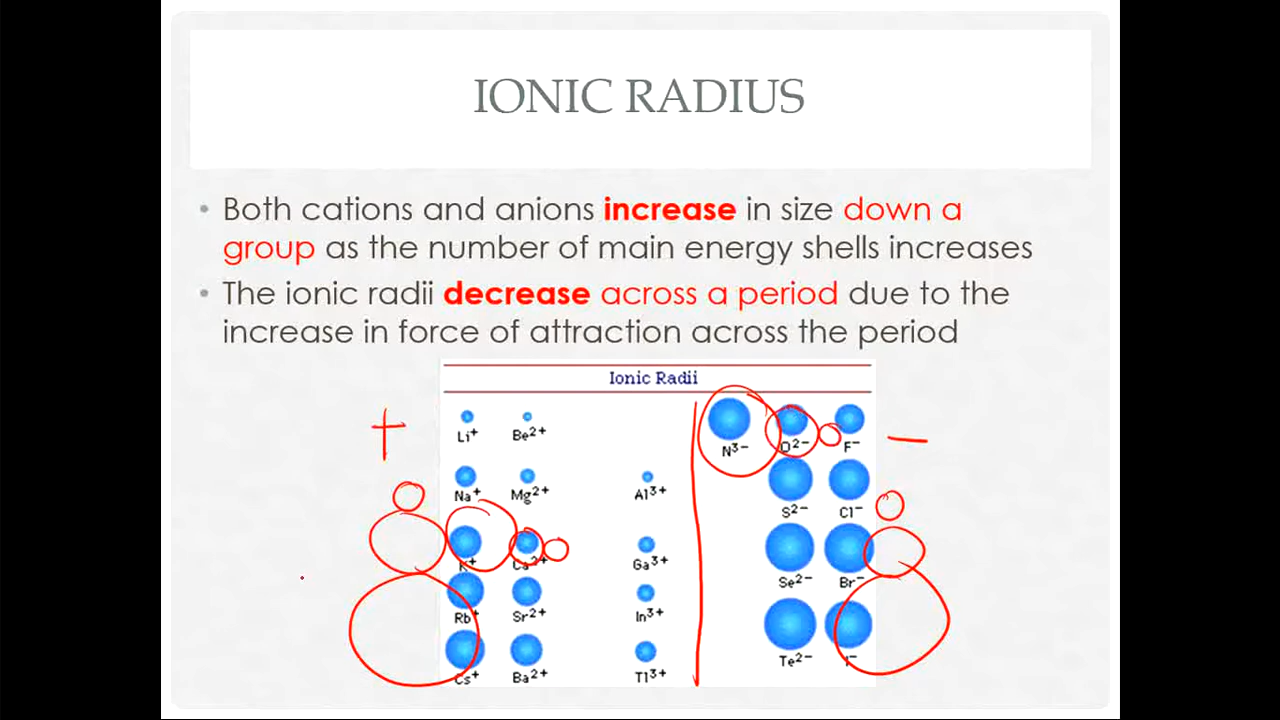 IONIC RADIUS
• Both cations and anions increase in size down a
group as the number of main energy shells increases
• The ionic radii decrease across a period due to the
increase in force of attraction across the period
Ionic Radii
+
Li⁺ Be²⁺ N³⁻ O²⁻ F⁻
−
Na⁺ Mg²⁺ Al³⁺ S²⁻ Cl⁻
K⁺ Ca²⁺ Ga³⁺ Se²⁻ Br⁻
Rb⁺ Sr²⁺ In³⁺
Cs⁺ Ba²⁺ Tl³⁺ Te²⁻ I⁻